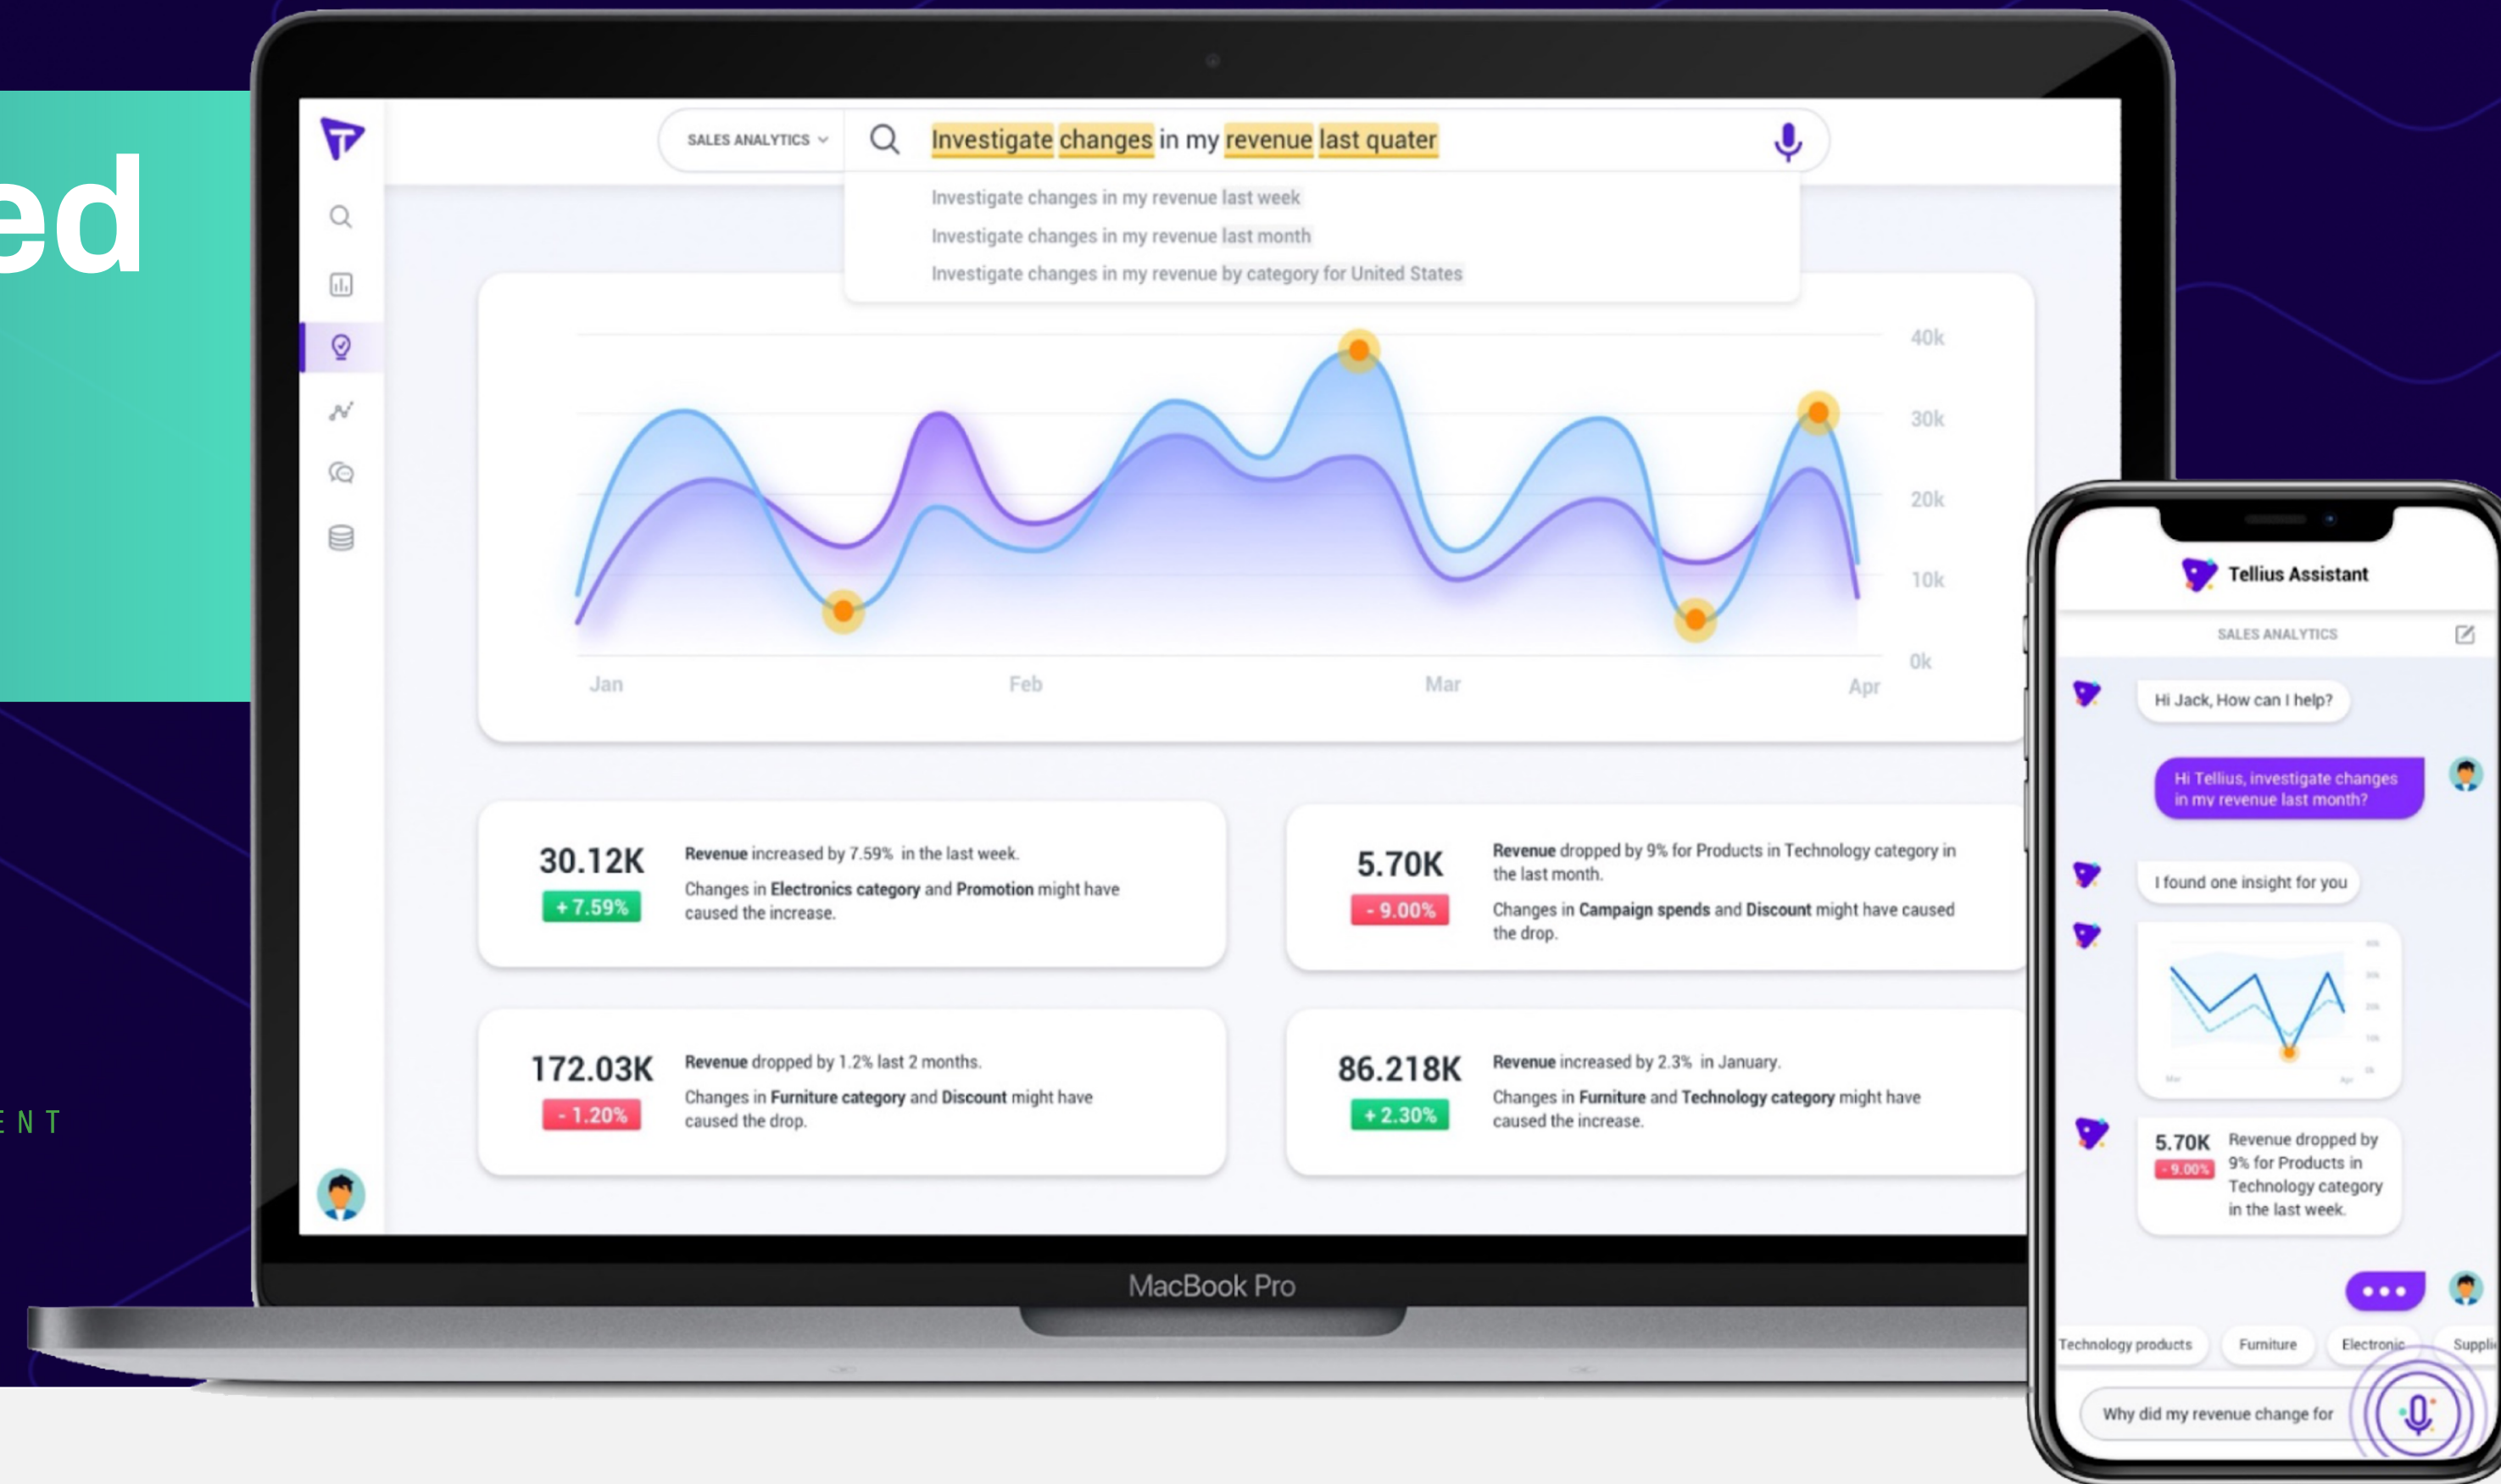 ed
ENT
SALES ANALYTICS
Investigate changes in my revenue last quater
Investigate changes in my revenue last week
Investigate changes in my revenue last month
Investigate changes in my revenue by category for United States
40k
30k
20k
10k
0k
Jan
Feb
Mar
Apr
30.12K
+ 7.59%
Revenue increased by 7.59% in the last week.
Changes in Electronics category and Promotion might have
caused the increase.
5.70K
- 9.00%
Revenue dropped by 9% for Products in Technology category in
the last month.
Changes in Campaign spends and Discount might have caused
the drop.
172.03K
- 1.20%
Revenue dropped by 1.2% last 2 months.
Changes in Furniture category and Discount might have
caused the drop.
86.218K
+ 2.30%
Revenue increased by 2.3% in January.
Changes in Furniture and Technology category might have
caused the increase.
MacBook Pro
Tellius Assistant
SALES ANALYTICS
Hi Jack, How can I help?
Hi Tellius, investigate changes
in my revenue last month?
I found one insight for you
40k
30k
20k
10k
0k
Mar
Apr
5.70K
- 9.00%
Revenue dropped by
9% for Products in
Technology category
in the last week.
Technology products
Furniture
Electronic
Suppli
Why did my revenue change for